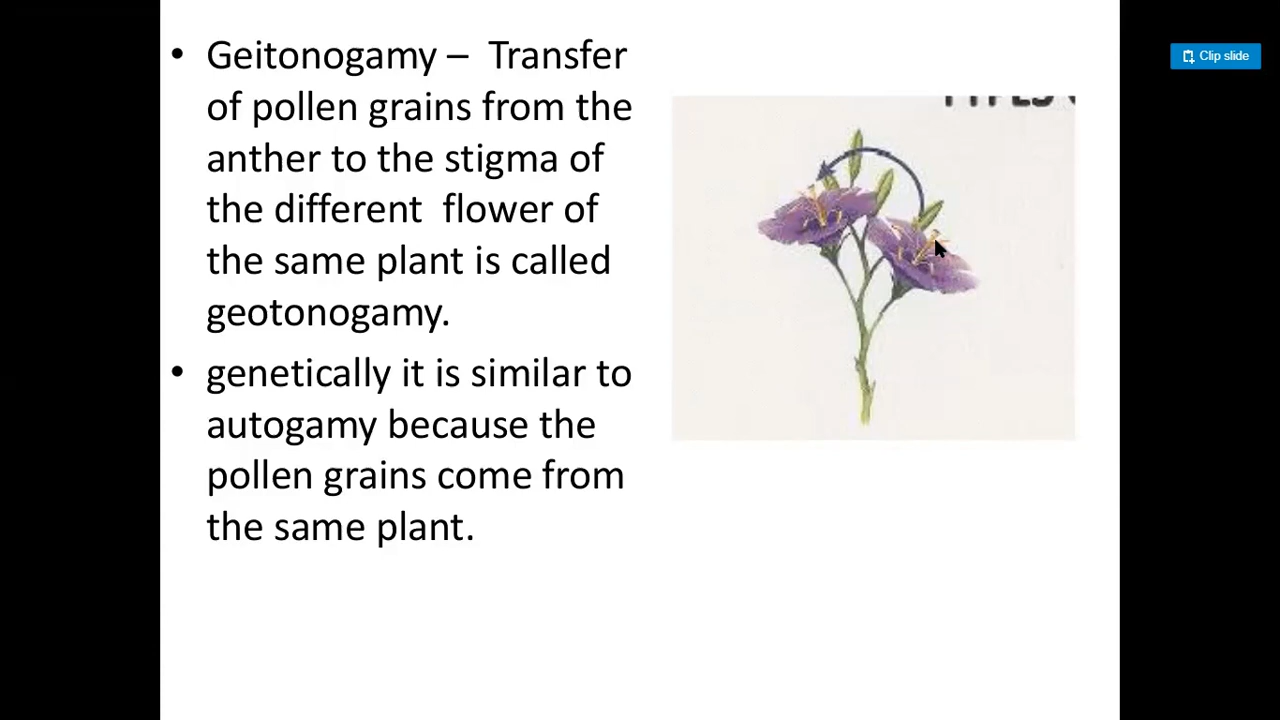 • Geitonogamy – Transfer
of pollen grains from the
anther to the stigma of
the different flower of
the same plant is called
geotonogamy.
• genetically it is similar to
autogamy because the
pollen grains come from
the same plant.
Clip slide